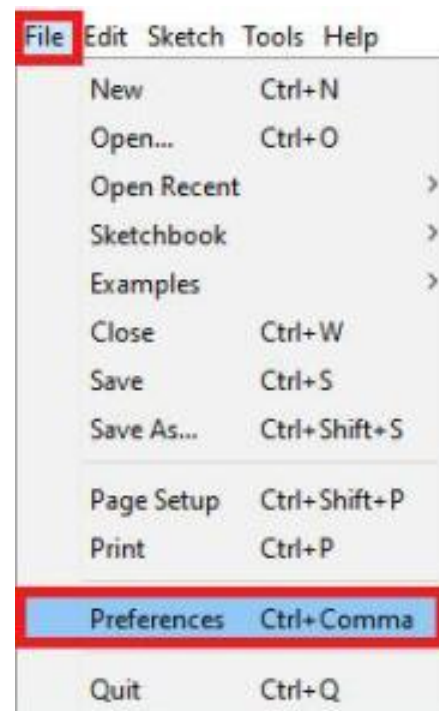 File Edit Sketch Tools Help
New Ctrl+N
Open... Ctrl+O
Open Recent
Sketchbook
Examples
Close Ctrl+W
Save Ctrl+S
Save As... Ctrl+Shift+S
Page Setup Ctrl+Shift+P
Print Ctrl+P
Preferences Ctrl+Comma
Quit Ctrl+Q